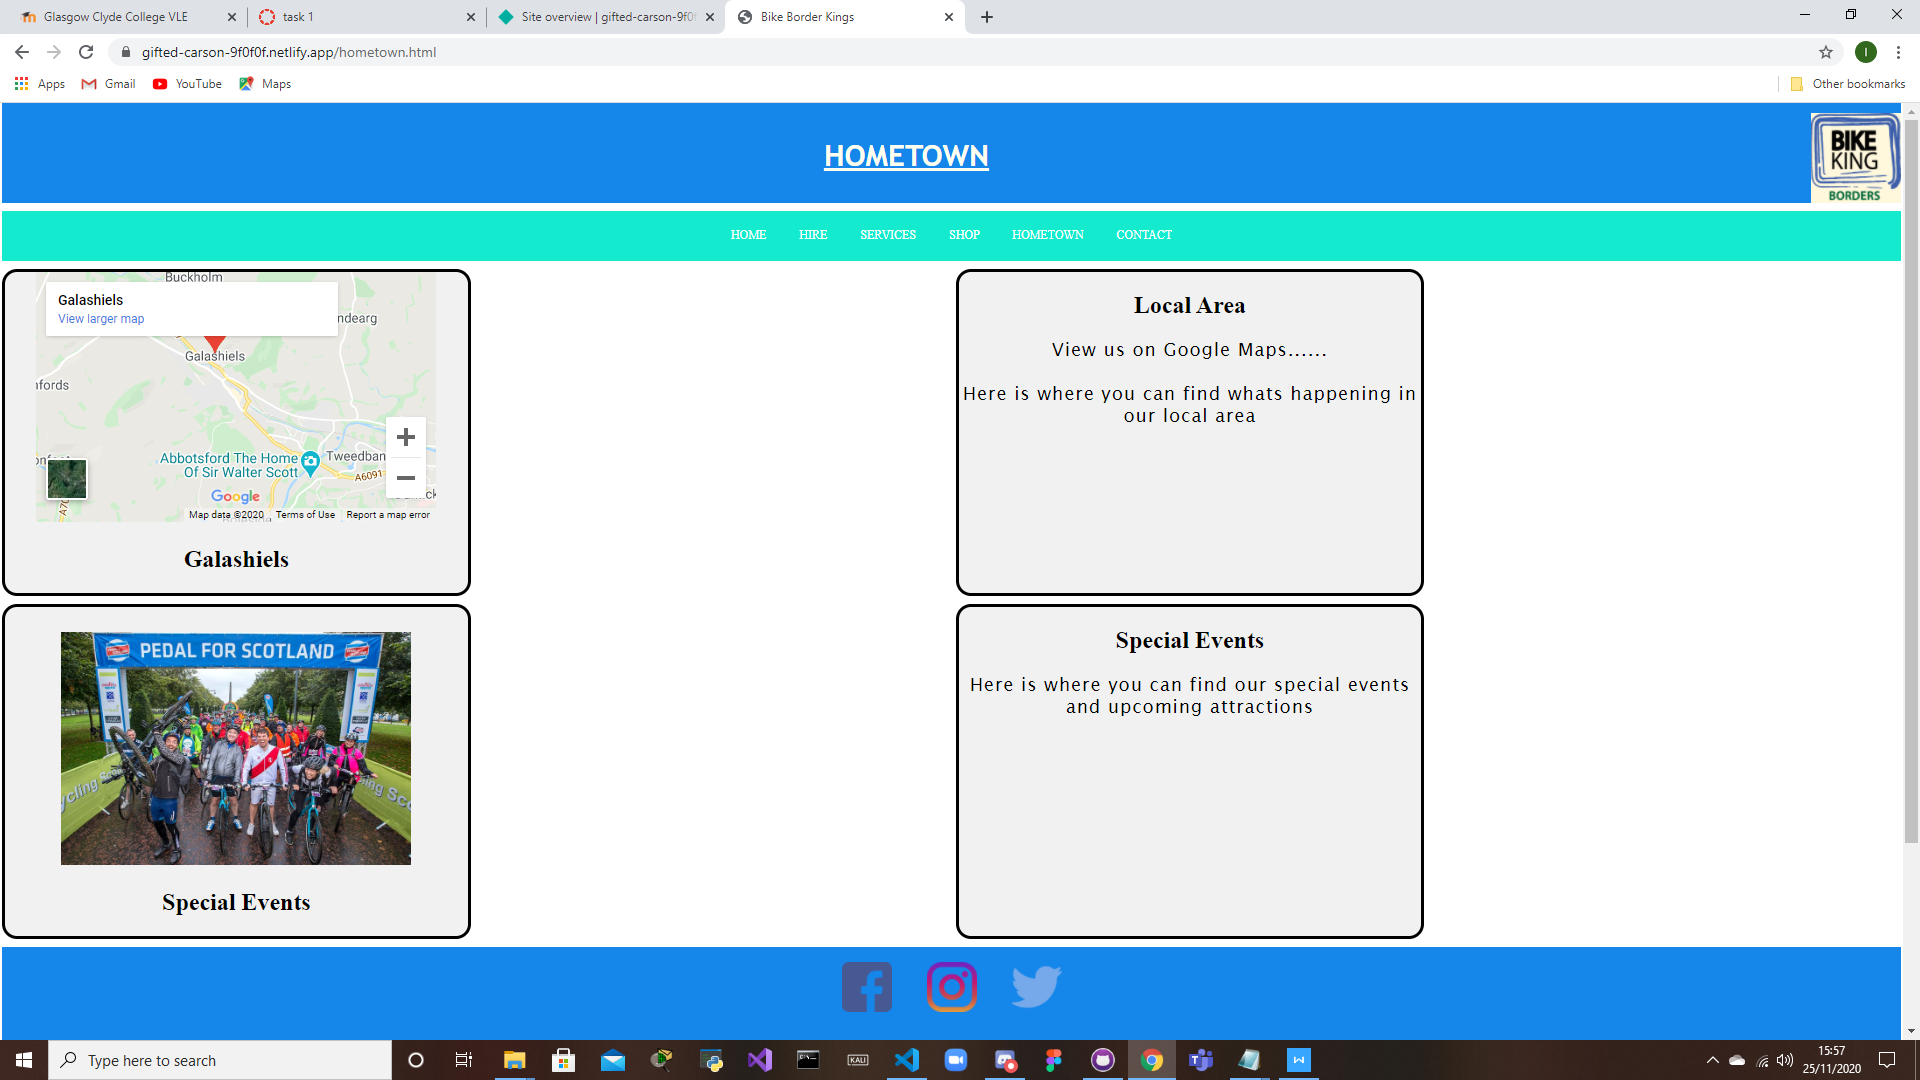 Glasgow Clyde College VLE
task 1
Site overview | gifted-carson-9f0f
Bike Border Kings
gifted-carson-9f0f0f.netlify.app/hometown.html
Apps
Gmail
YouTube
Maps
Other bookmarks
HOMETOWN
BIKE
KING
BORDERS
HOME
HIRE
SERVICES
SHOP
HOMETOWN
CONTACT
Buckholm
Galashiels
View larger map
ndearg
Galashiels
nfords
Abbotsford The Home
Of Sir Walter Scott
Tweedban
A6091
Google
Map data ©2020
Terms of Use
Report a map error
Galashiels
Local Area
View us on Google Maps......
Here is where you can find whats happening in
our local area
PEDAL FOR SCOTLAND
Special Events
Special Events
Here is where you can find our special events
and upcoming attractions
Type here to search
KALI
15:57
25/11/2020